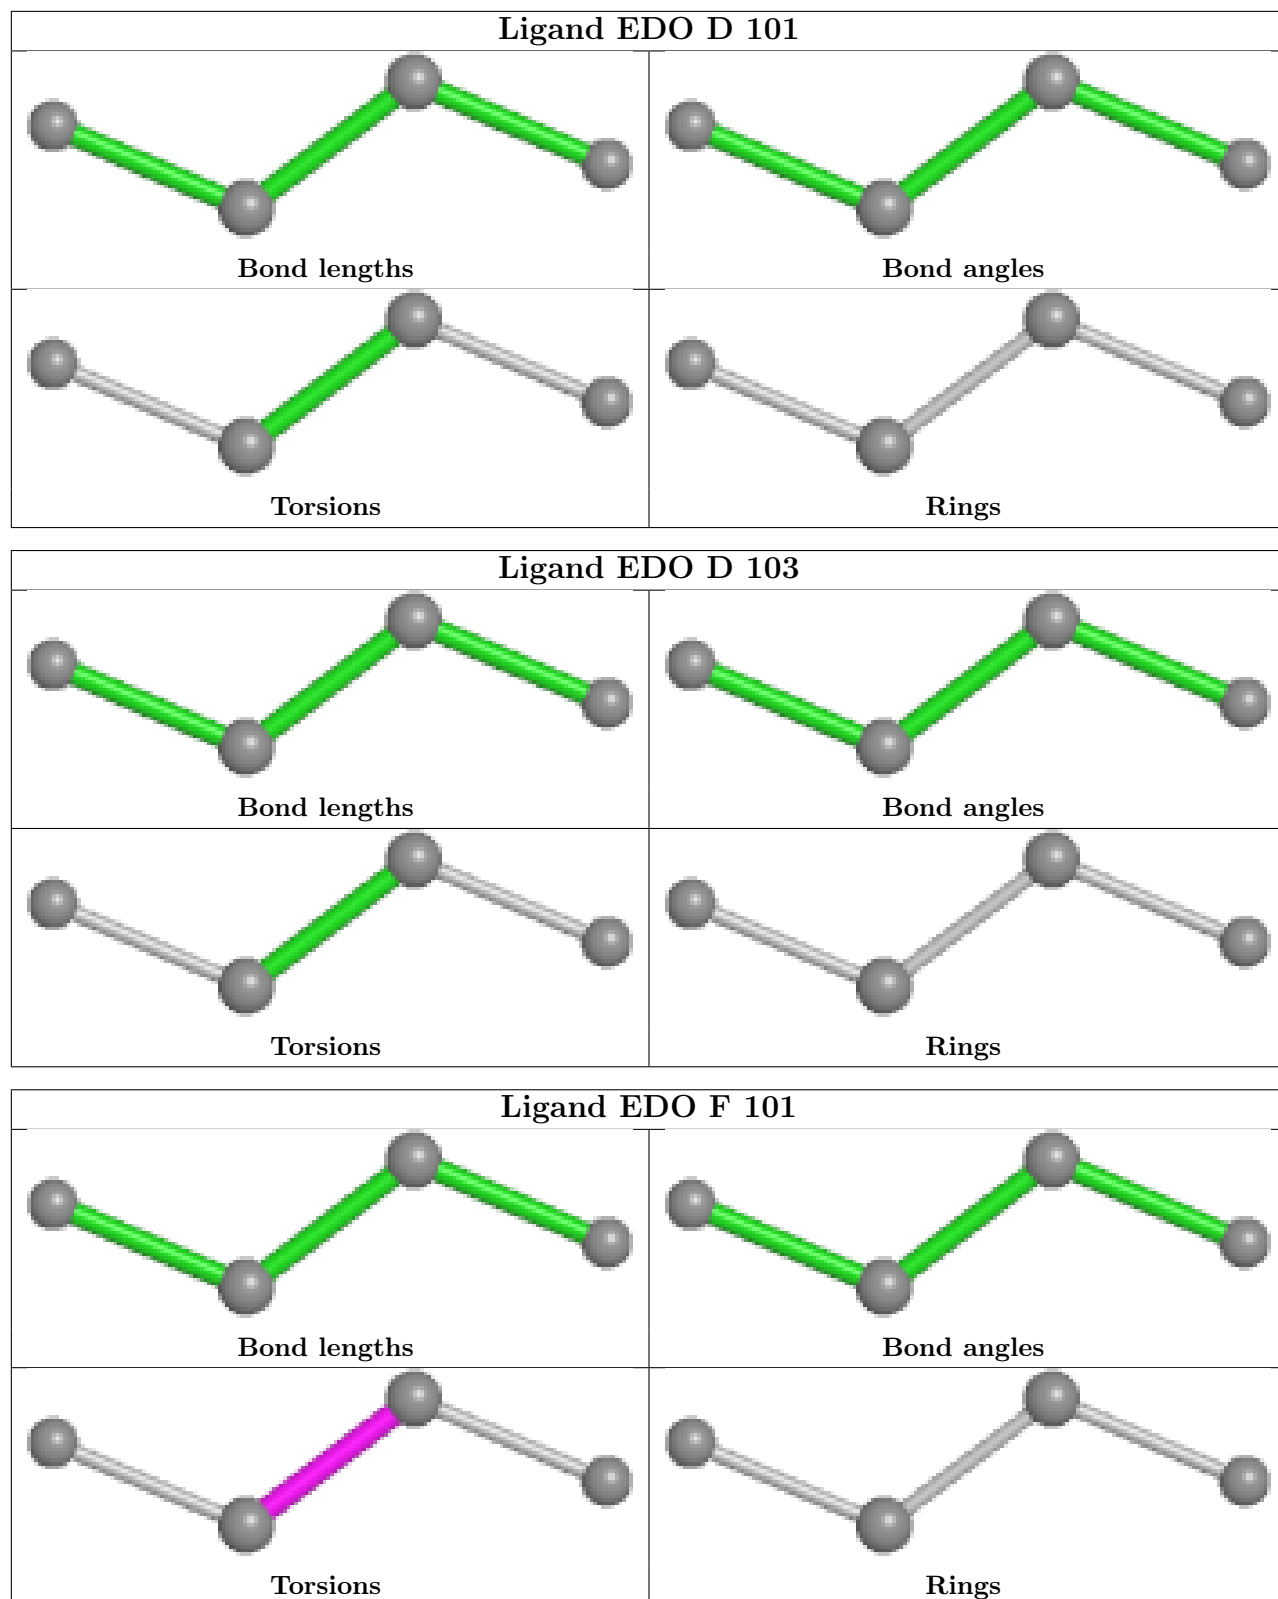 Ligand EDO D 101
Bond lengths
Bond angles
Torsions
Rings
Ligand EDO D 103
Bond lengths
Bond angles
Torsions
Rings
Ligand EDO F 101
Bond lengths
Bond angles
Torsions
Rings